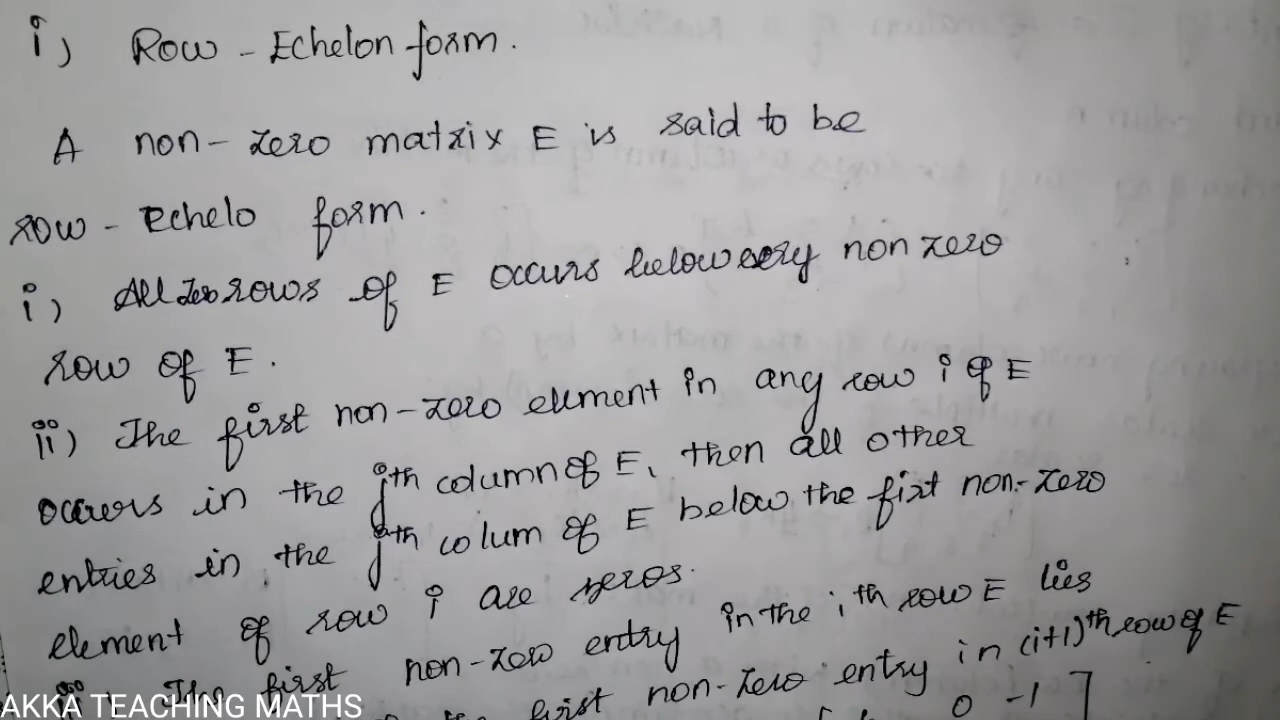 i) Row - Echelon form.
A non- zero matrix E is said to be
row - Echelo form.
i) All zero rows of E occurs below every non zero
row of E.
ii) The first non-zero element in any row i of E
occurs in the jth column of E, then all other
entries in the jth colum of E below the first non-zero
element of row i are zeros.
iii) The first non-zero entry in the ith row E lies
first non-zero entry in (i+1)th row of E
0 -1
AKKA TEACHING MATHS